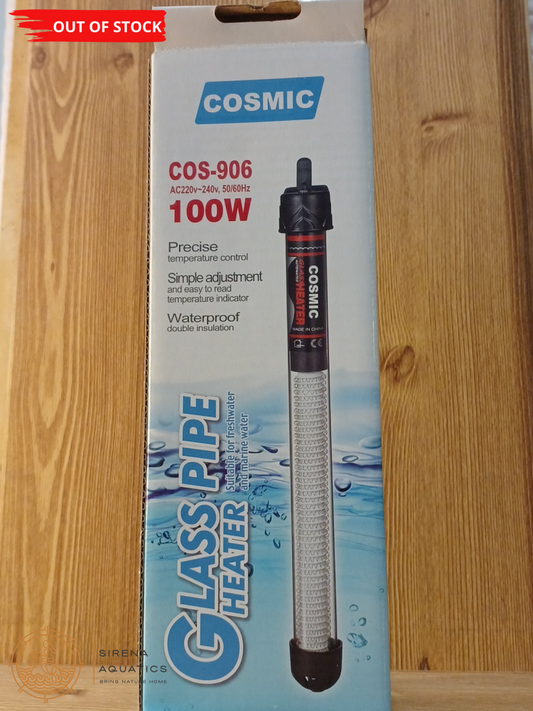 OUT OF STOCK
COSMIC
COS-906
AC220v~240v, 50/60Hz
100W
Precise
temperature control
Simple adjustment
and easy to read
temperature indicator
Waterproof
double insulation
COSMIC
GLASS HEATER
MADE IN CHINA
CE
GLASS PIPE
HEATER
Suitable for freshwater
and marine water
SIRENA
AQUATICS
BRING NATURE HOME